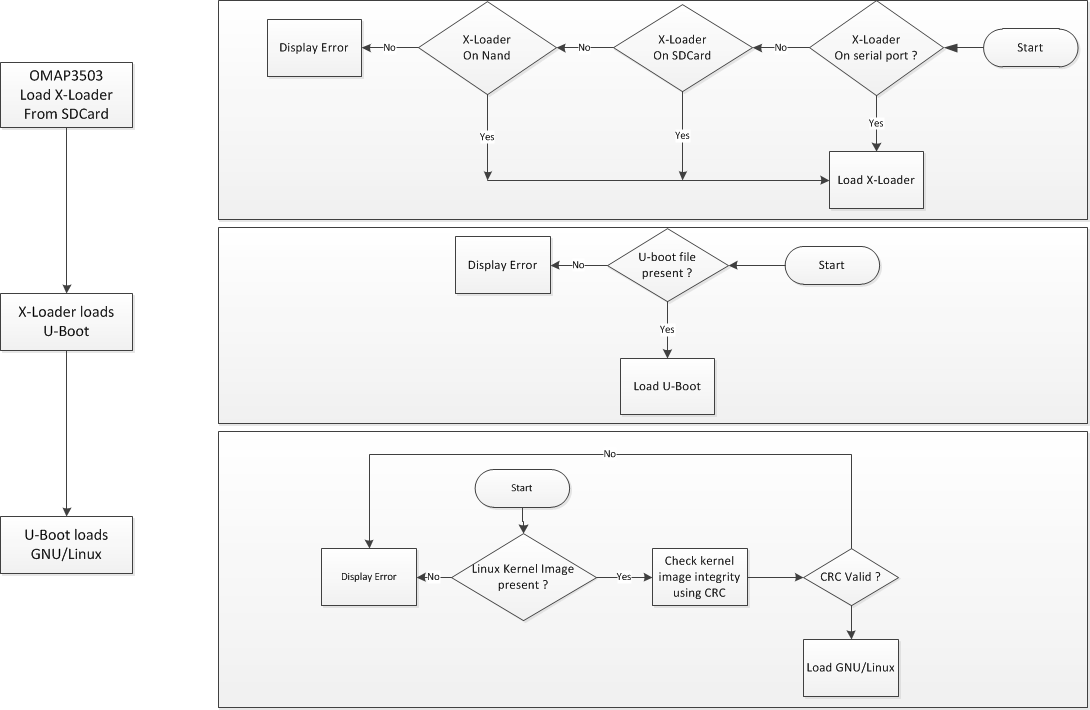 OMAP3503
Load X-Loader
From SDCard
X-Loader loads
U-Boot
U-Boot loads
GNU/Linux
Display Error
No
X-Loader
On Nand
No
X-Loader
On SDCard
No
X-Loader
On serial port ?
Start
Yes
Yes
Yes
Load X-Loader
Display Error
No
U-boot file
present ?
Start
Yes
Load U-Boot
No
Start
Display Error
No
Linux Kernel Image
present ?
Yes
Check kernel
image integrity
using CRC
CRC Valid ?
Load GNU/Linux